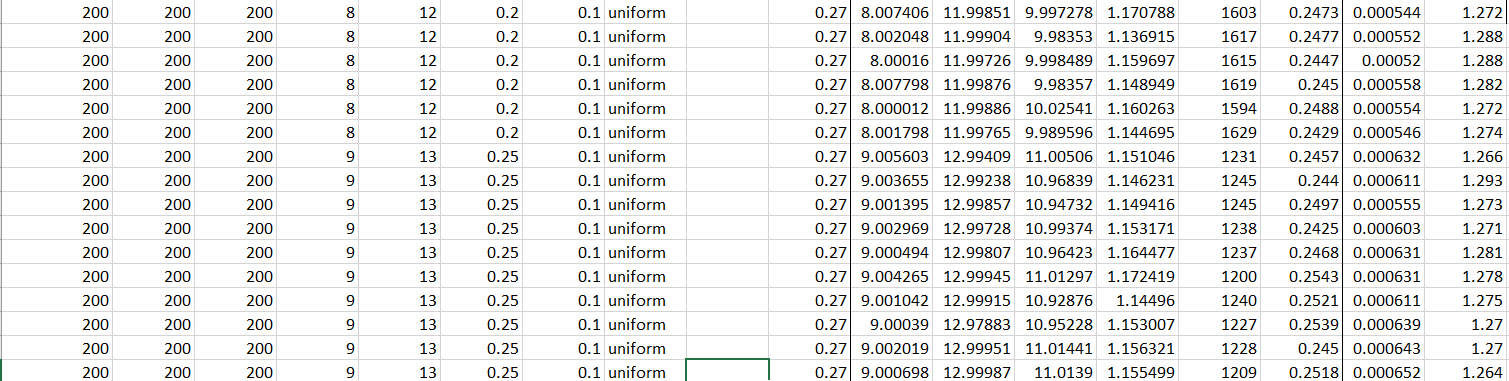 200 200 200 8 12 0.2 0.1 uniform 0.27 8.007406 11.99851 9.997278 1.170788 1603 0.2473 0.000544 1.272
200 200 200 8 12 0.2 0.1 uniform 0.27 8.002048 11.99904 9.98353 1.136915 1617 0.2477 0.000552 1.288
200 200 200 8 12 0.2 0.1 uniform 0.27 8.00016 11.99726 9.998489 1.159697 1615 0.2447 0.00052 1.288
200 200 200 8 12 0.2 0.1 uniform 0.27 8.007798 11.99876 9.98357 1.148949 1619 0.245 0.000558 1.282
200 200 200 8 12 0.2 0.1 uniform 0.27 8.000012 11.99886 10.02541 1.160263 1594 0.2488 0.000554 1.272
200 200 200 8 12 0.2 0.1 uniform 0.27 8.001798 11.99765 9.989596 1.144695 1629 0.2429 0.000546 1.274
200 200 200 9 13 0.25 0.1 uniform 0.27 9.005603 12.99409 11.00506 1.151046 1231 0.2457 0.000632 1.266
200 200 200 9 13 0.25 0.1 uniform 0.27 9.003655 12.99238 10.96839 1.146231 1245 0.244 0.000611 1.293
200 200 200 9 13 0.25 0.1 uniform 0.27 9.001395 12.99857 10.94732 1.149416 1245 0.2497 0.000555 1.273
200 200 200 9 13 0.25 0.1 uniform 0.27 9.002969 12.99728 10.99374 1.153171 1238 0.2425 0.000603 1.271
200 200 200 9 13 0.25 0.1 uniform 0.27 9.000494 12.99807 10.96423 1.164477 1237 0.2468 0.000631 1.281
200 200 200 9 13 0.25 0.1 uniform 0.27 9.004265 12.99945 11.01297 1.172419 1200 0.2543 0.000631 1.278
200 200 200 9 13 0.25 0.1 uniform 0.27 9.001042 12.99915 10.92876 1.14496 1240 0.2521 0.000611 1.275
200 200 200 9 13 0.25 0.1 uniform 0.27 9.00039 12.97883 10.95228 1.153007 1227 0.2539 0.000639 1.27
200 200 200 9 13 0.25 0.1 uniform 0.27 9.002019 12.99951 11.01441 1.156321 1228 0.245 0.000643 1.27
200 200 200 9 13 0.25 0.1 uniform 0.27 9.000698 12.99987 11.0139 1.155499 1209 0.2518 0.000652 1.264